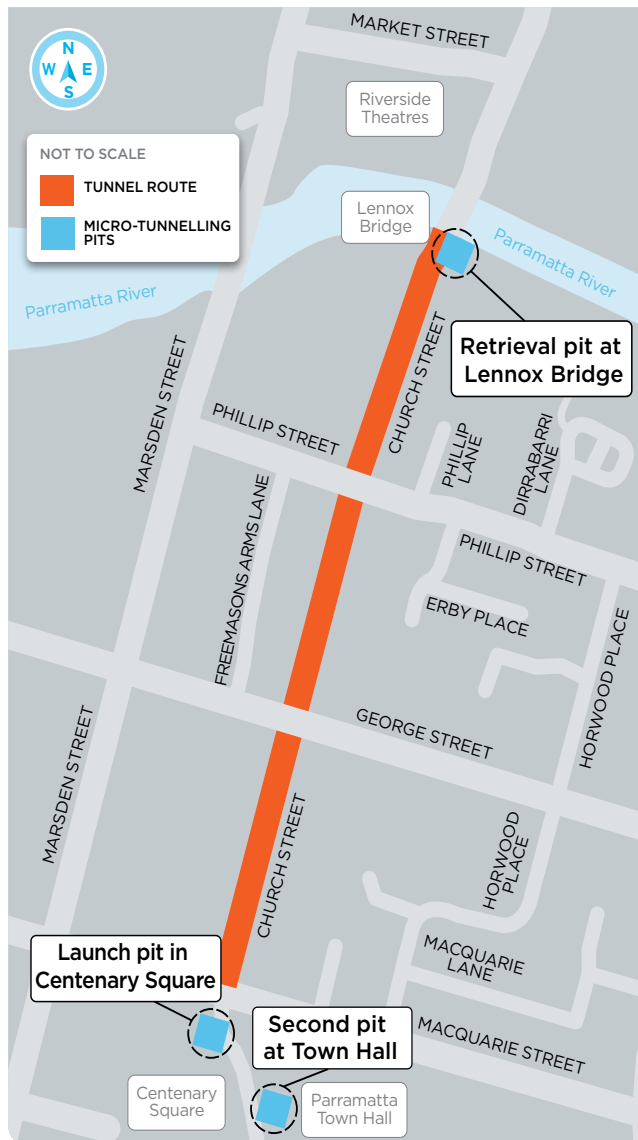 MARKET STREET
N
W E
S
Riverside
Theatres
NOT TO SCALE
TUNNEL ROUTE
MICRO-TUNNELLING
PITS
Lennox
Bridge
Parramatta River
Parramatta River
Retrieval pit at
Lennox Bridge
MARSDEN STREET
CHURCH STREET
PHILLIP STREET
PHILLIP
LANE
DIRRABARRI
LANE
FREEMASONS ARMS LANE
PHILLIP STREET
ERBY PLACE
HORWOOD PLACE
GEORGE STREET
MARSDEN STREET
CHURCH STREET
HORWOOD
PLACE
Launch pit in
Centenary Square
MACQUARIE
LANE
Second pit
at Town Hall
MACQUARIE STREET
Centenary
Square
Parramatta
Town Hall